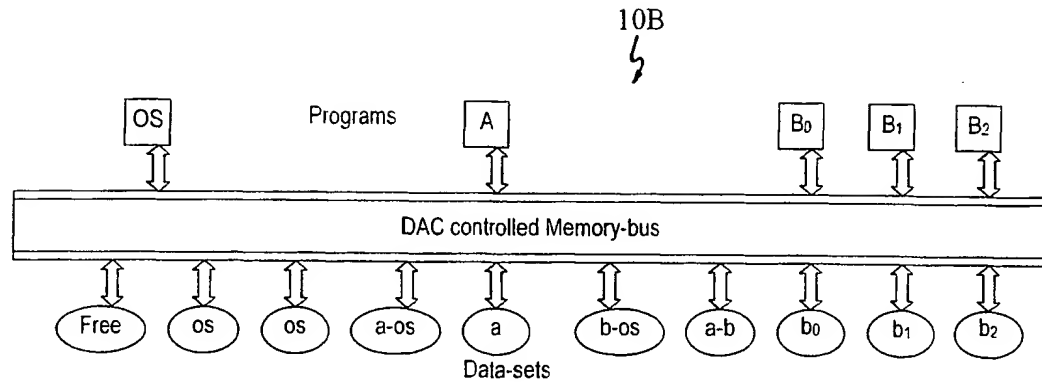 10B
OS Programs A B₀ B₁ B₂
DAC controlled Memory-bus
Free os os a-os a b-os a-b b₀ b₁ b₂
Data-sets